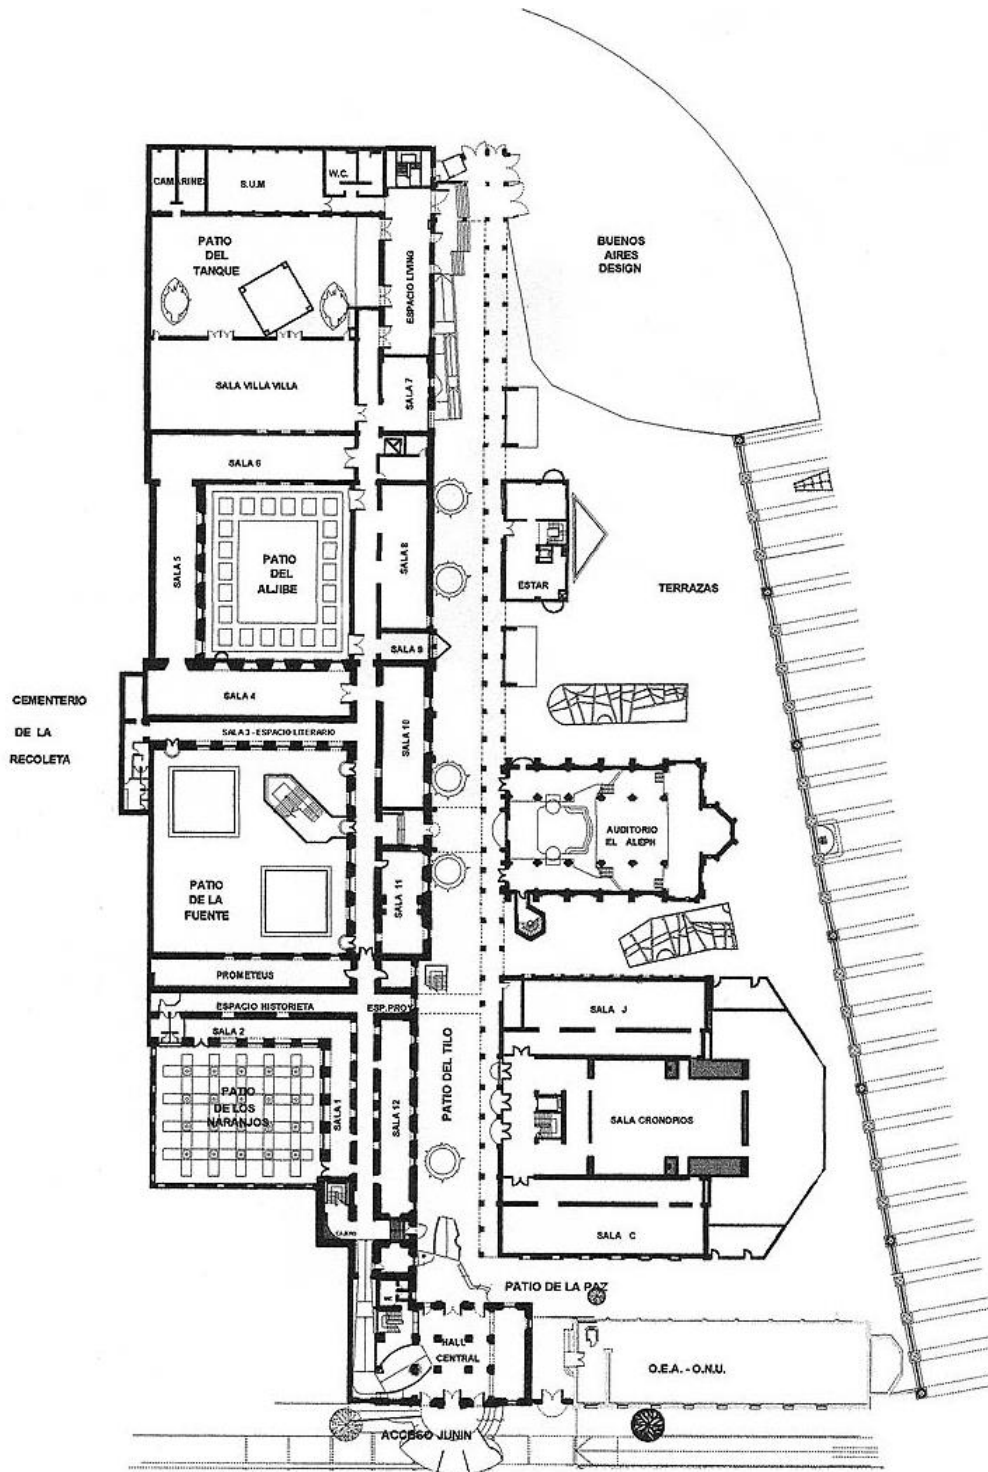 CAMARINES
S.U.M
W.C.
PATIO
DEL
TANQUE
ESPACIO LIVING
BUENOS
AIRES
DESIGN
SALA VILLA VILLA
SALA 7
SALA 6
SALA 5
PATIO
DEL
ALJIBE
SALA 8
ESTAR
TERRAZAS
SALA 9
SALA 4
CEMENTERIO
DE LA
RECOLETA
SALA 3 - ESPACIO LITERARIO
SALA 10
AUDITORIO
EL ALEPH
PATIO
DE LA
FUENTE
SALA 11
PROMETEUS
ESPACIO HISTORIETA
ESP.PROY
SALA J
SALA 2
PATIO
DE LOS
NARANJOS
SALA 1
SALA 12
PATIO DEL TILO
SALA CRONOPIOS
SALA C
PATIO DE LA PAZ
WC
HALL
CENTRAL
O.E.A. - O.N.U.
ACCESO JUNIN